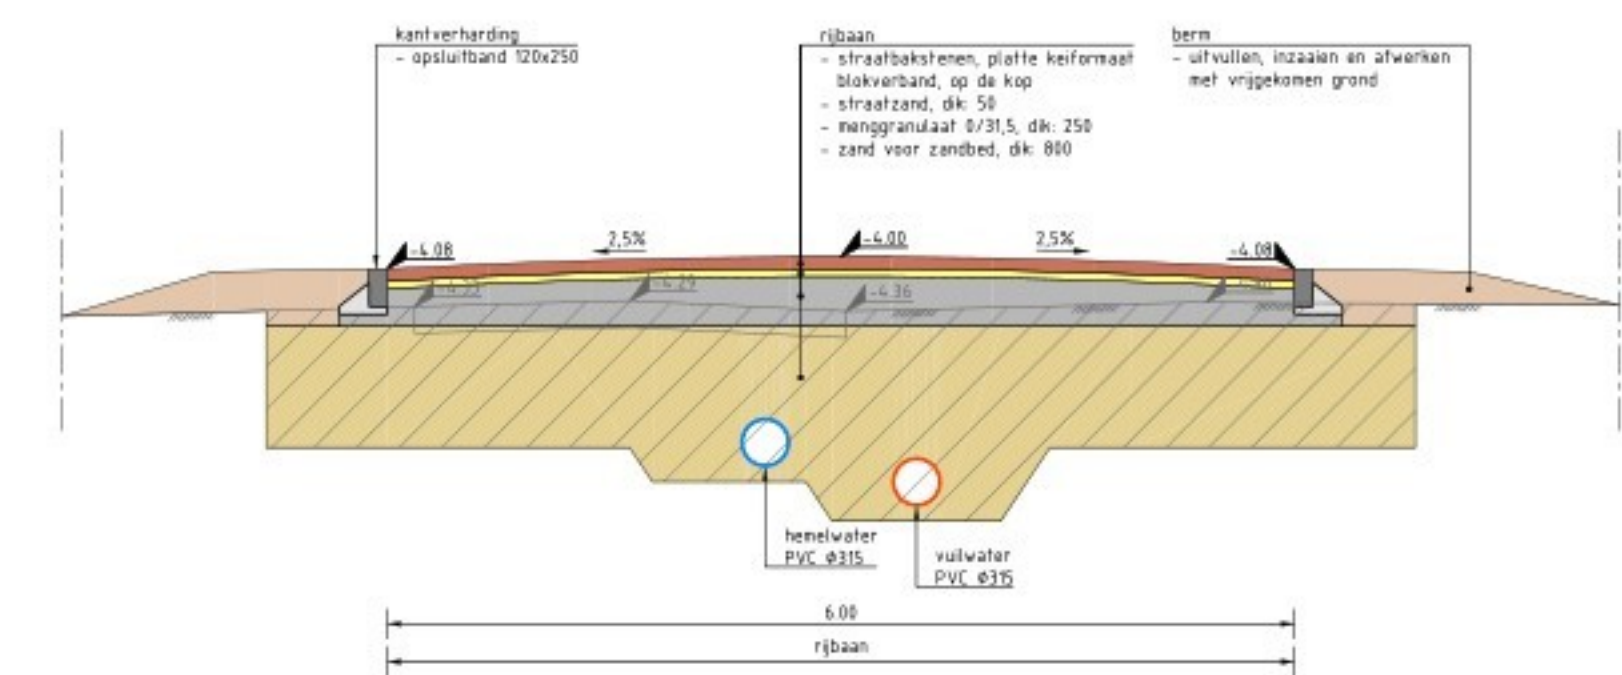 kantverharding
- opsluitband 120x250
rijbaan
- straatbakstenen, platte keiformaat
blokverband, op de kop
- straatzand, dik: 50
- menggranulaat 0/31,5, dik: 250
- zand voor zandbed, dik: 800
berm
- uitvullen, inzaaien en afwerken
met vrijgekomen grond
-4.08
2,5%
-4.00
2,5%
-4.08
-4.29
-4.36
hemelwater
PVC Ø315
vuilwater
PVC Ø315
6.00
rijbaan